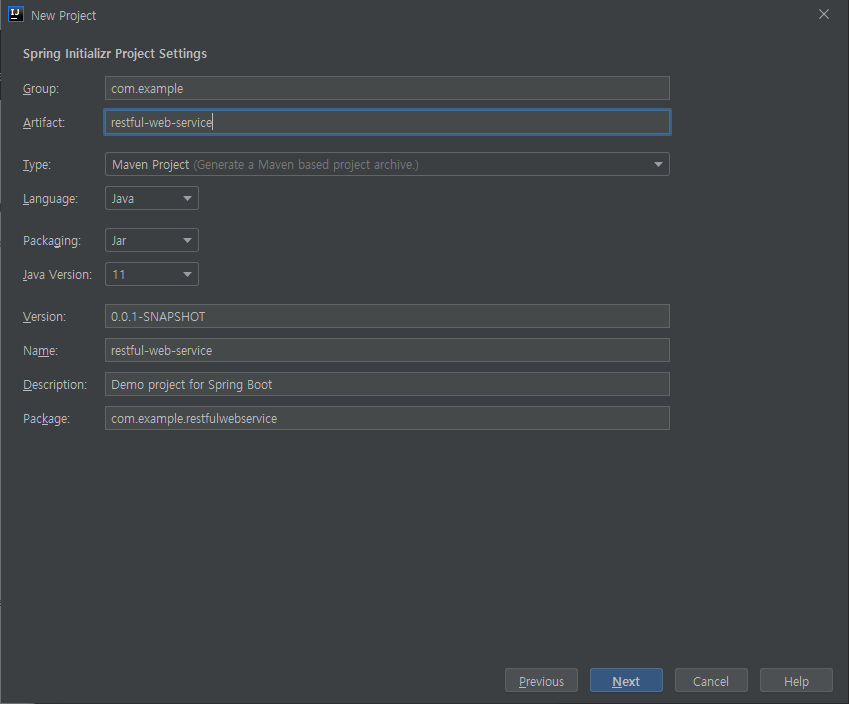 IJ
New Project
Spring Initializr Project Settings
Group: com.example
Artifact: restful-web-service
Type: Maven Project (Generate a Maven based project archive.)
Language: Java
Packaging: Jar
Java Version: 11
Version: 0.0.1-SNAPSHOT
Name: restful-web-service
Description: Demo project for Spring Boot
Package: com.example.restfulwebservice
Previous Next Cancel Help